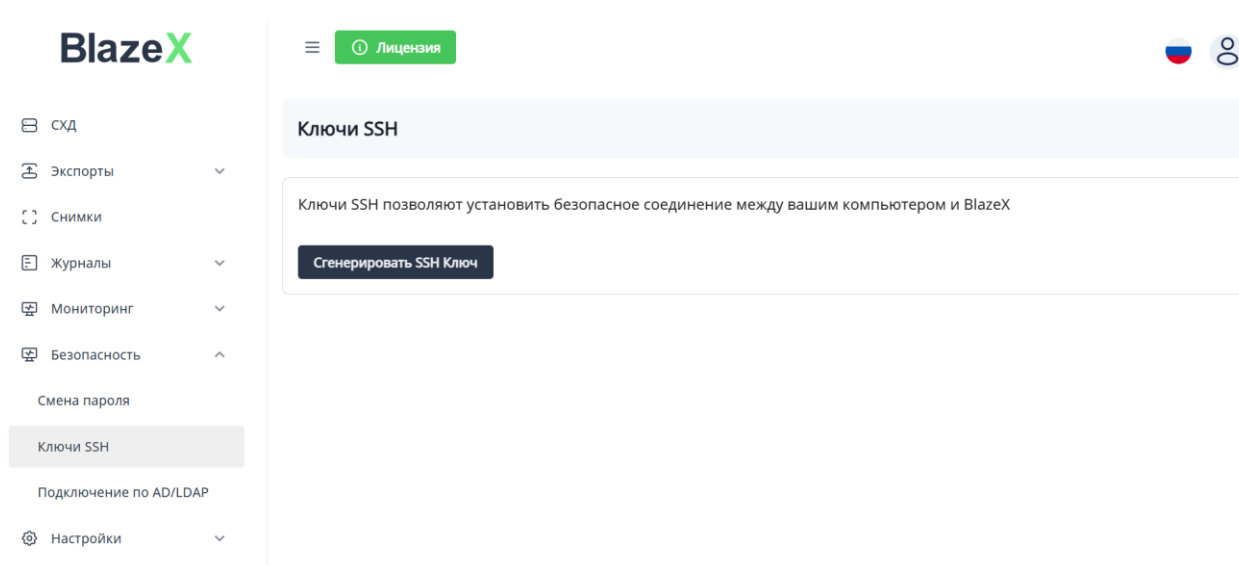 BlazeX
Лицензия
СХД
Экспорты
Снимки
Журналы
Мониторинг
Безопасность
Смена пароля
Ключи SSH
Подключение по AD/LDAP
Настройки
Ключи SSH
Ключи SSH позволяют установить безопасное соединение между вашим компьютером и BlazeX
Сгенерировать SSH Ключ